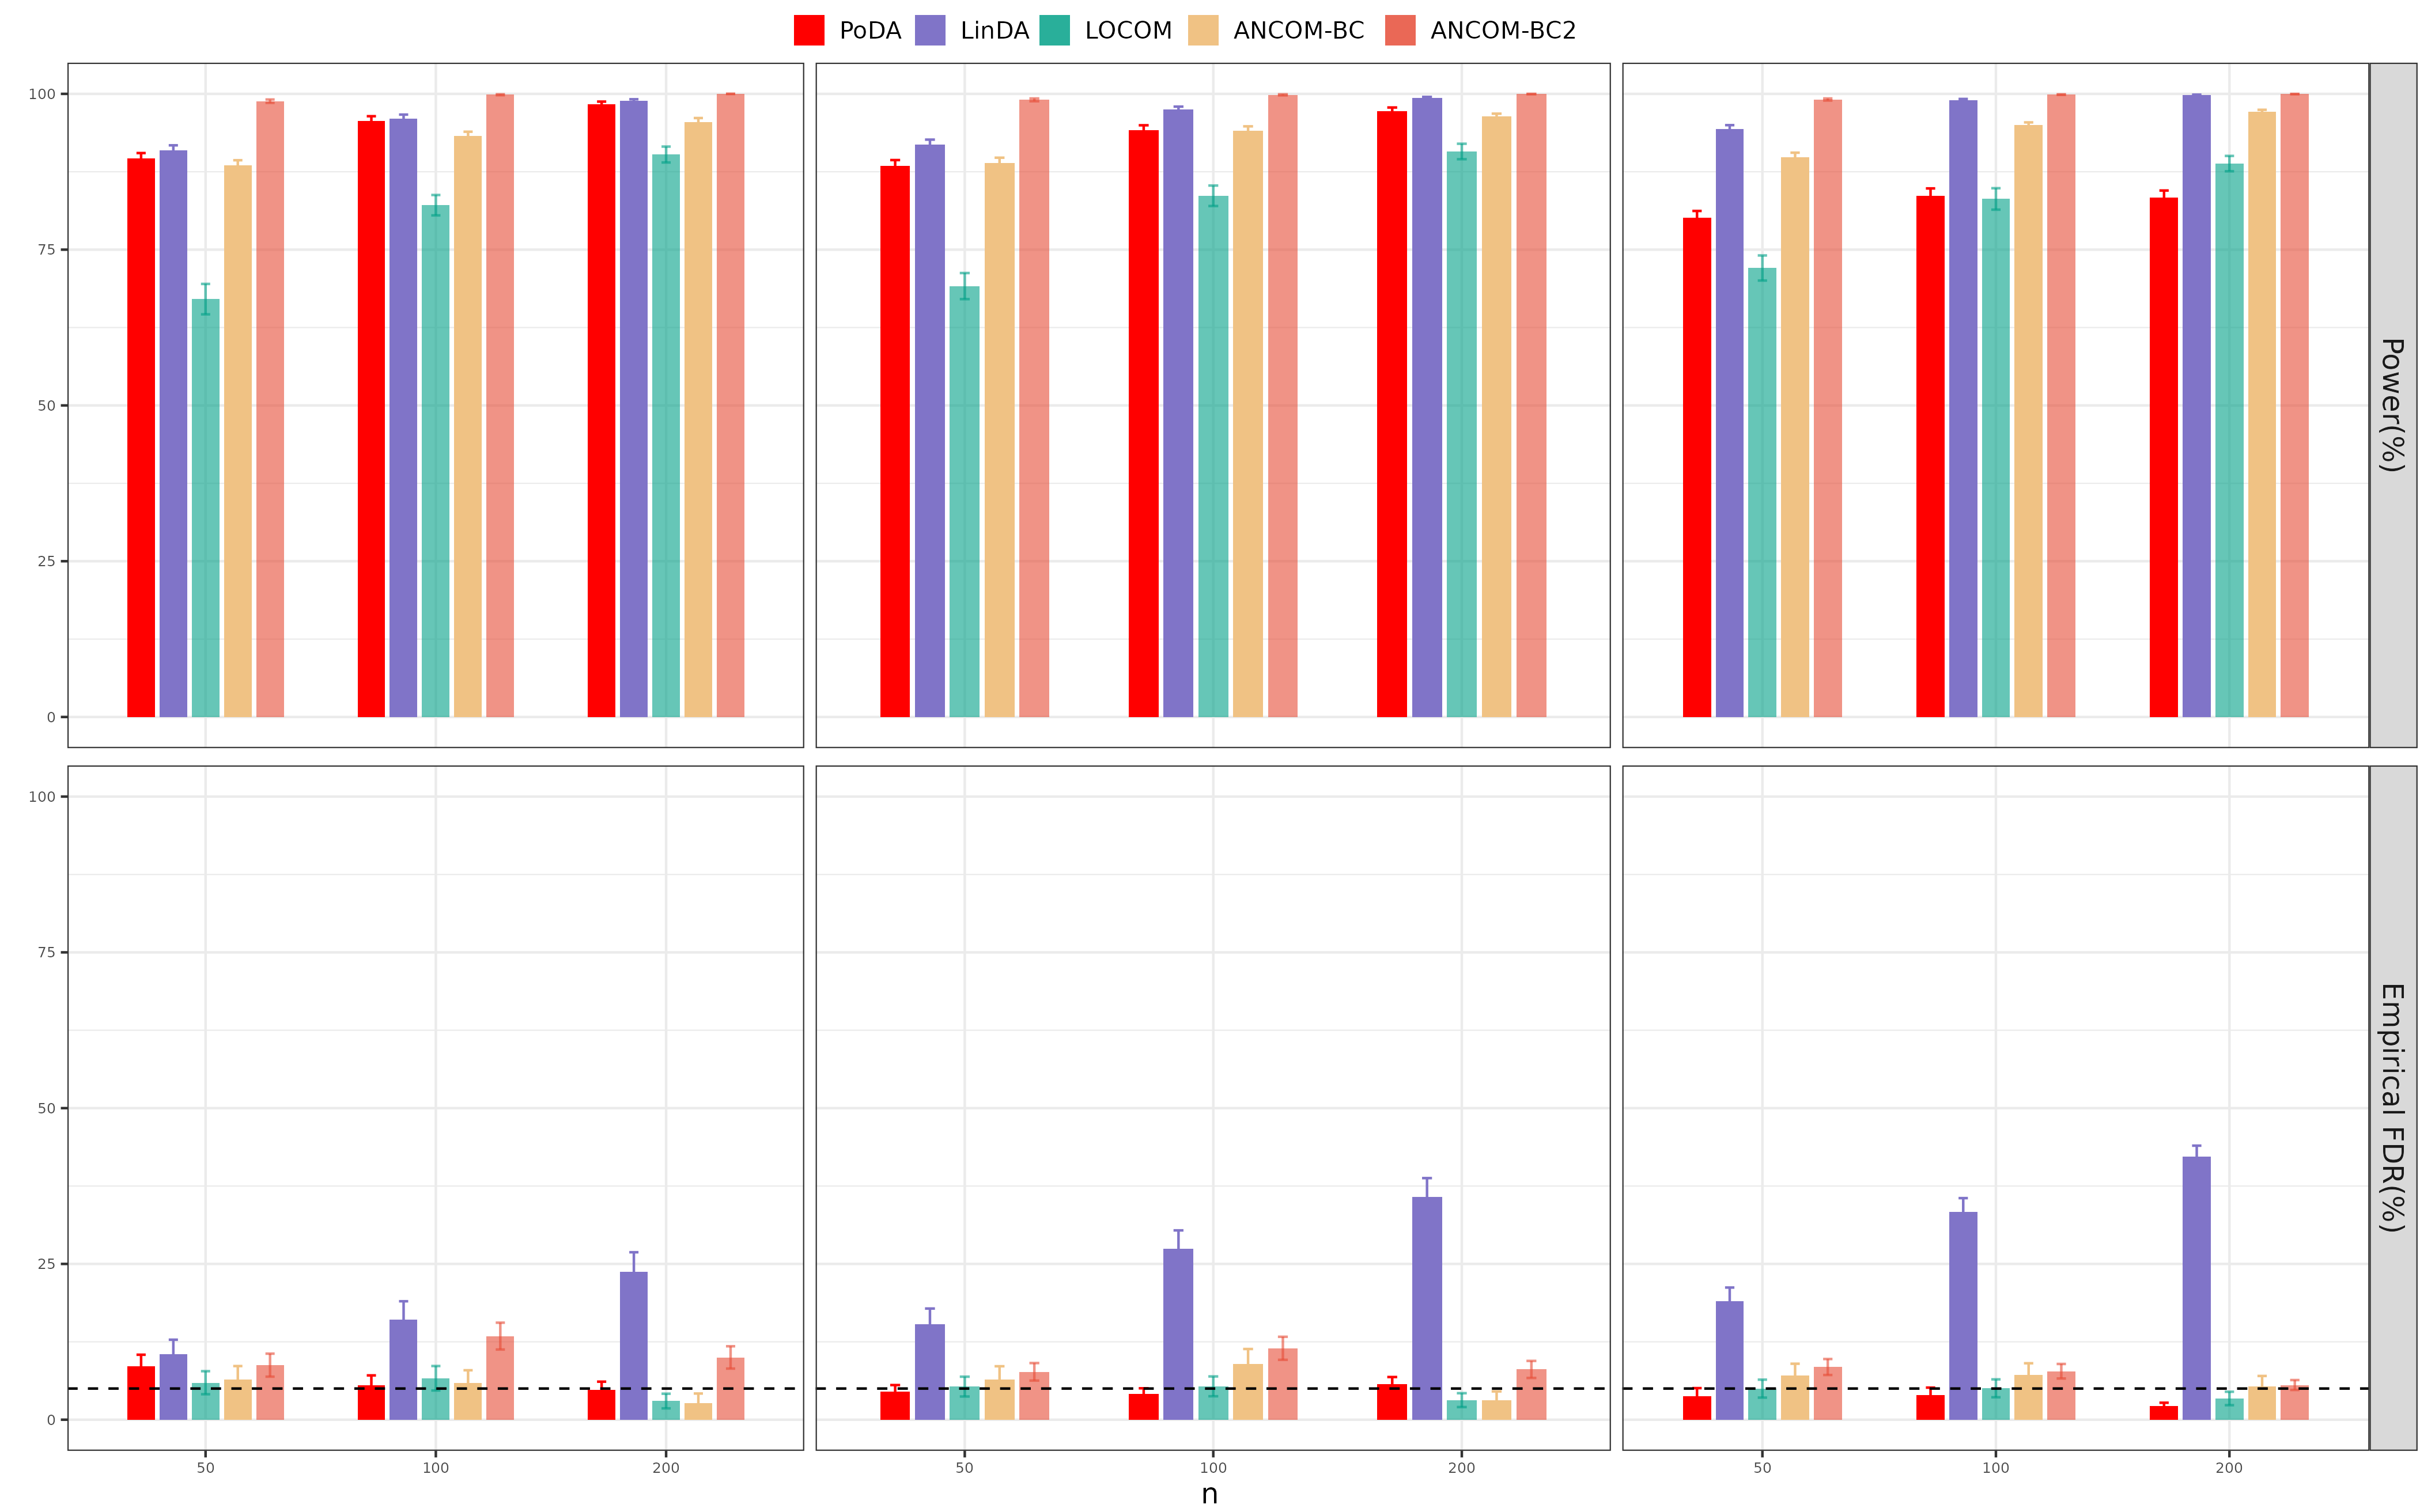 PoDA LinDA LOCOM ANCOM-BC ANCOM-BC2
100
75
50
25
0
Power(%)
100
75
50
25
0
Empirical FDR(%)
50 100 200 50 100 200 50 100 200
n